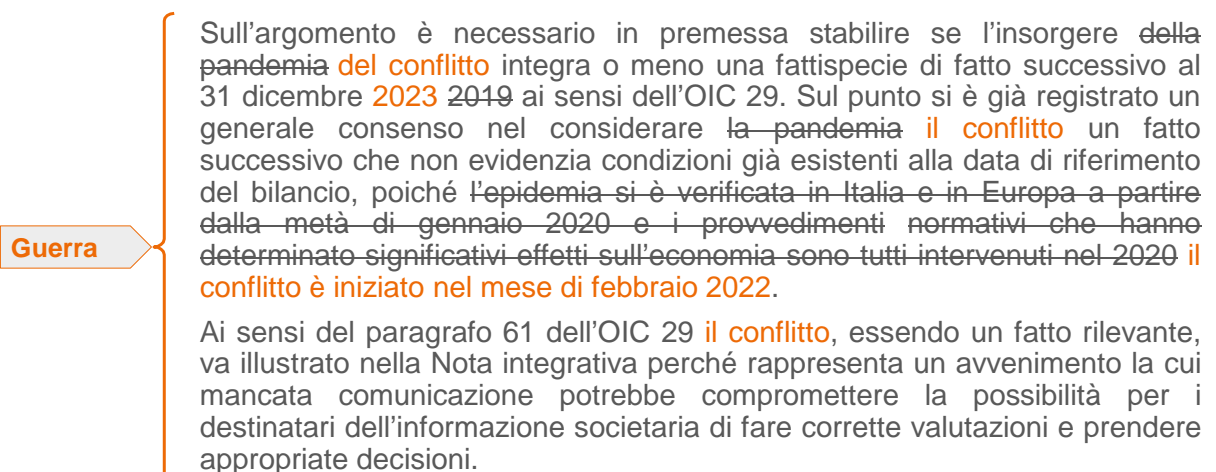 Sull'argomento è necessario in premessa stabilire se l'insorgere della
pandemia del conflitto integra o meno una fattispecie di fatto successivo al
31 dicembre 2023 2019 ai sensi dell'OIC 29. Sul punto si è già registrato un
generale consenso nel considerare la pandemia il conflitto un fatto
successivo che non evidenzia condizioni già esistenti alla data di riferimento
del bilancio, poiché l'epidemia si è verificata in Italia e in Europa a partire
dalla metà di gennaio 2020 e i provvedimenti normativi che hanno
determinato significativi effetti sull'economia sono tutti intervenuti nel 2020 il
conflitto è iniziato nel mese di febbraio 2022.
Guerra
Ai sensi del paragrafo 61 dell'OIC 29 il conflitto, essendo un fatto rilevante,
va illustrato nella Nota integrativa perché rappresenta un avvenimento la cui
mancata comunicazione potrebbe compromettere la possibilità per i
destinatari dell'informazione societaria di fare corrette valutazioni e prendere
appropriate decisioni.